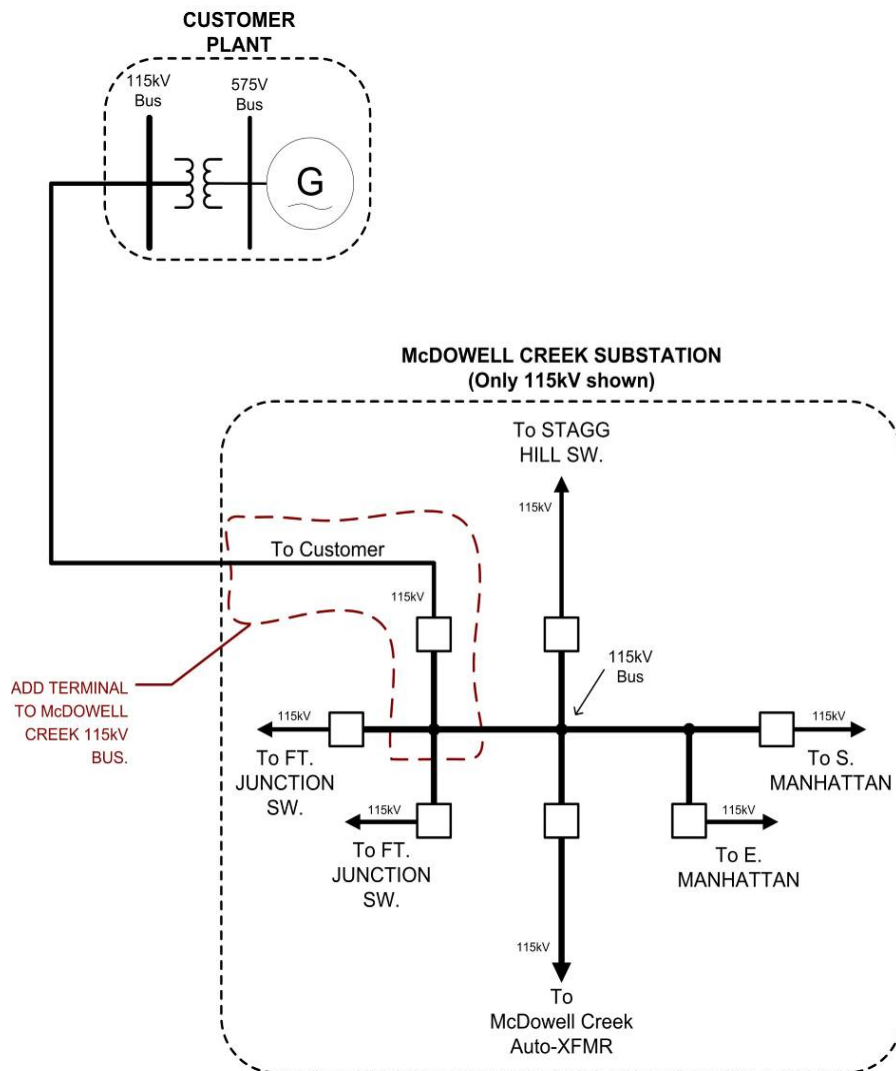 CUSTOMER
PLANT
115kV
Bus
575V
Bus
G
McDOWELL CREEK SUBSTATION
(Only 115kV shown)
To STAGG
HILL SW.
115kV
To Customer
115kV
ADD TERMINAL
TO McDOWELL
CREEK 115kV
BUS.
115kV
Bus
115kV
To FT.
JUNCTION
SW.
115kV
To S.
MANHATTAN
115kV
To FT.
JUNCTION
SW.
115kV
To E.
MANHATTAN
115kV
To
McDowell Creek
Auto-XFMR